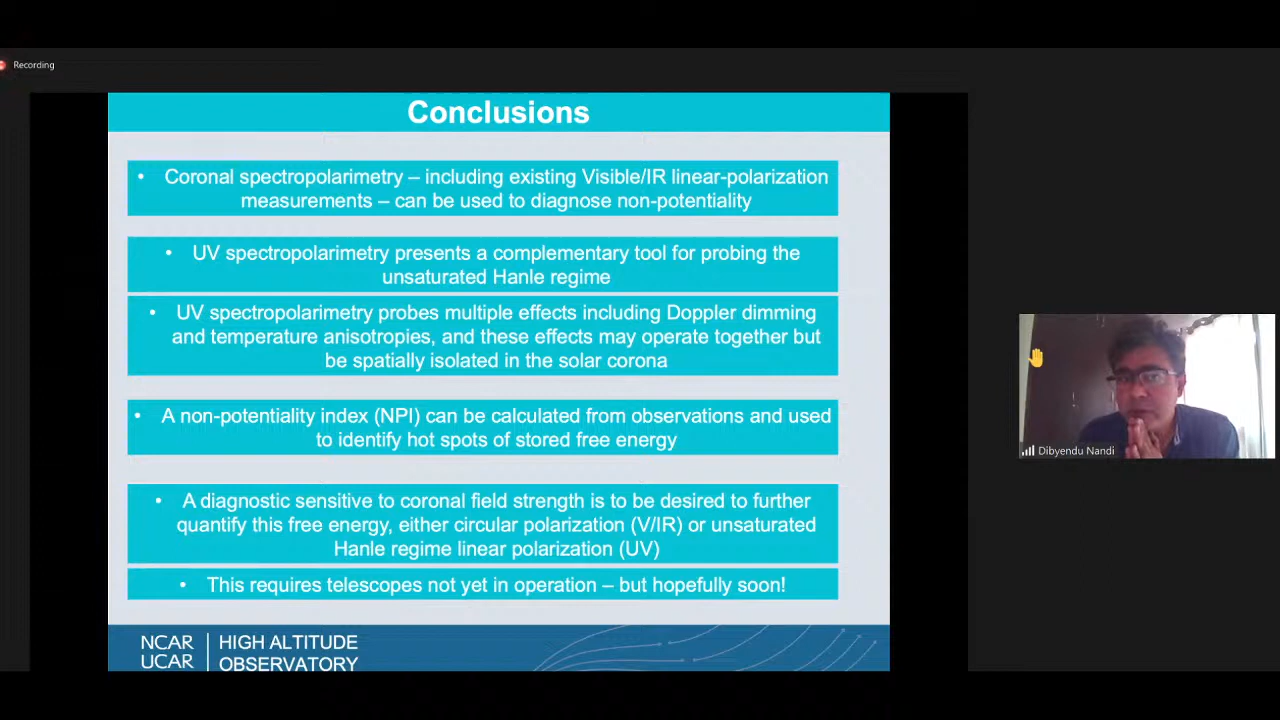 Recording
Conclusions
• Coronal spectropolarimetry – including existing Visible/IR linear-polarization
measurements – can be used to diagnose non-potentiality
• UV spectropolarimetry presents a complementary tool for probing the
unsaturated Hanle regime
• UV spectropolarimetry probes multiple effects including Doppler dimming
and temperature anisotropies, and these effects may operate together but
be spatially isolated in the solar corona
• A non-potentiality index (NPI) can be calculated from observations and used
to identify hot spots of stored free energy
• A diagnostic sensitive to coronal field strength is to be desired to further
quantify this free energy, either circular polarization (V/IR) or unsaturated
Hanle regime linear polarization (UV)
• This requires telescopes not yet in operation – but hopefully soon!
NCAR
UCAR
HIGH ALTITUDE
OBSERVATORY
Dibyendu Nandi